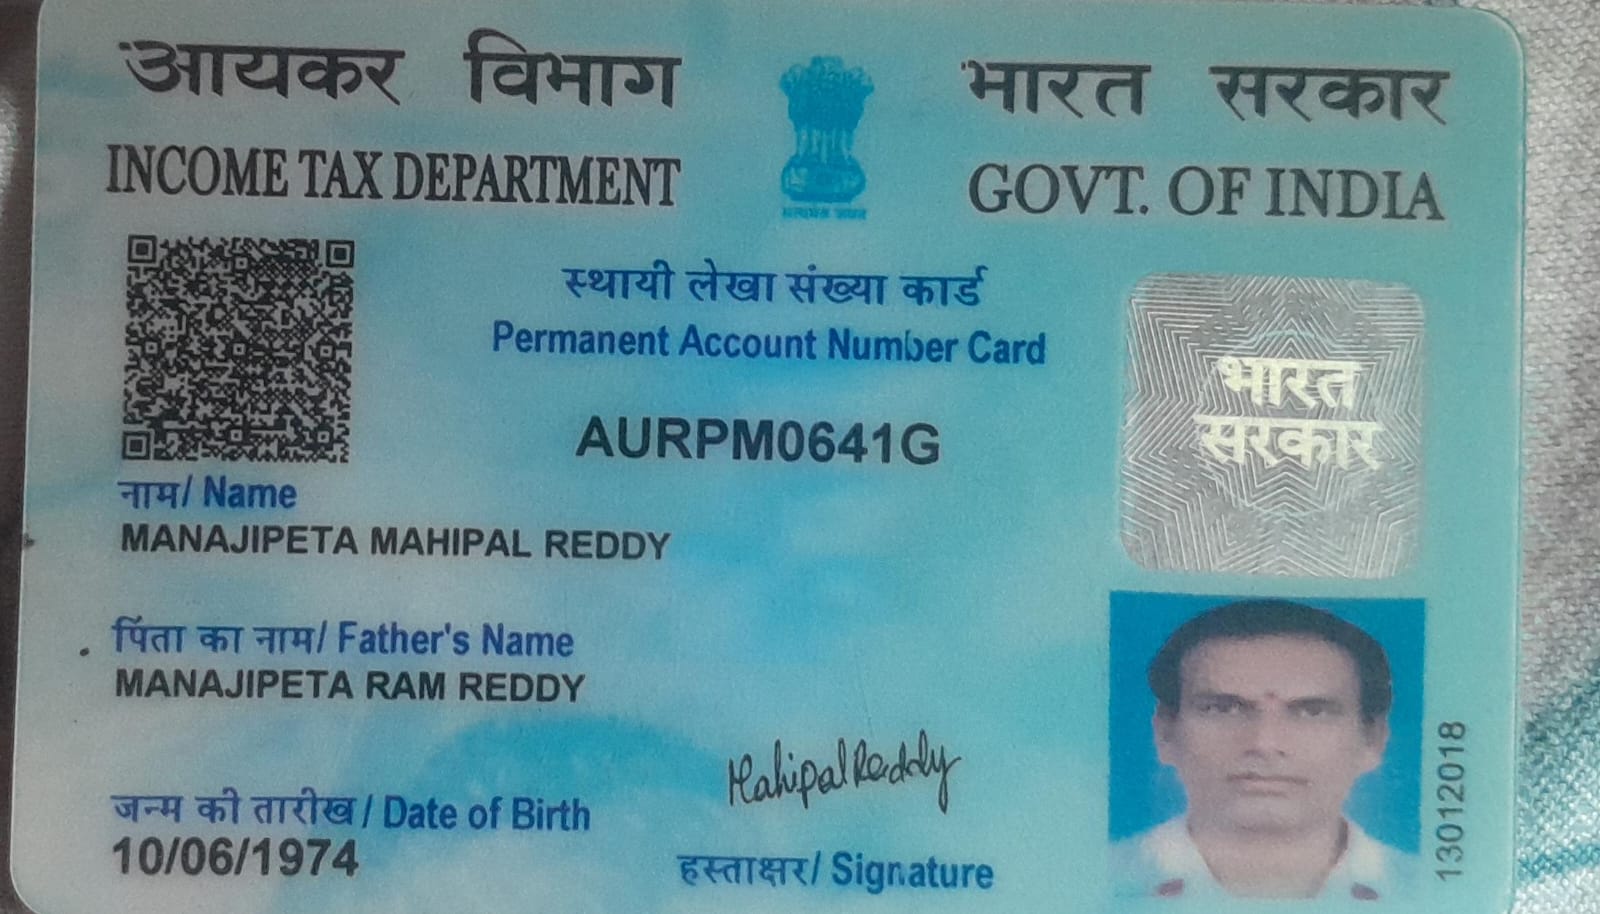 आयकर विभाग
INCOME TAX DEPARTMENT
भारत सरकार
GOVT. OF INDIA
सत्यमेव जयते
स्थायी लेखा संख्या कार्ड
Permanent Account Number Card
AURPM0641G
भारत
सरकार
नाम/ Name
MANAJIPETA MAHIPAL REDDY
पिता का नाम/ Father's Name
MANAJIPETA RAM REDDY
जन्म की तारीख/ Date of Birth
10/06/1974
Mahipal Reddy
हस्ताक्षर/ Signature
13012018